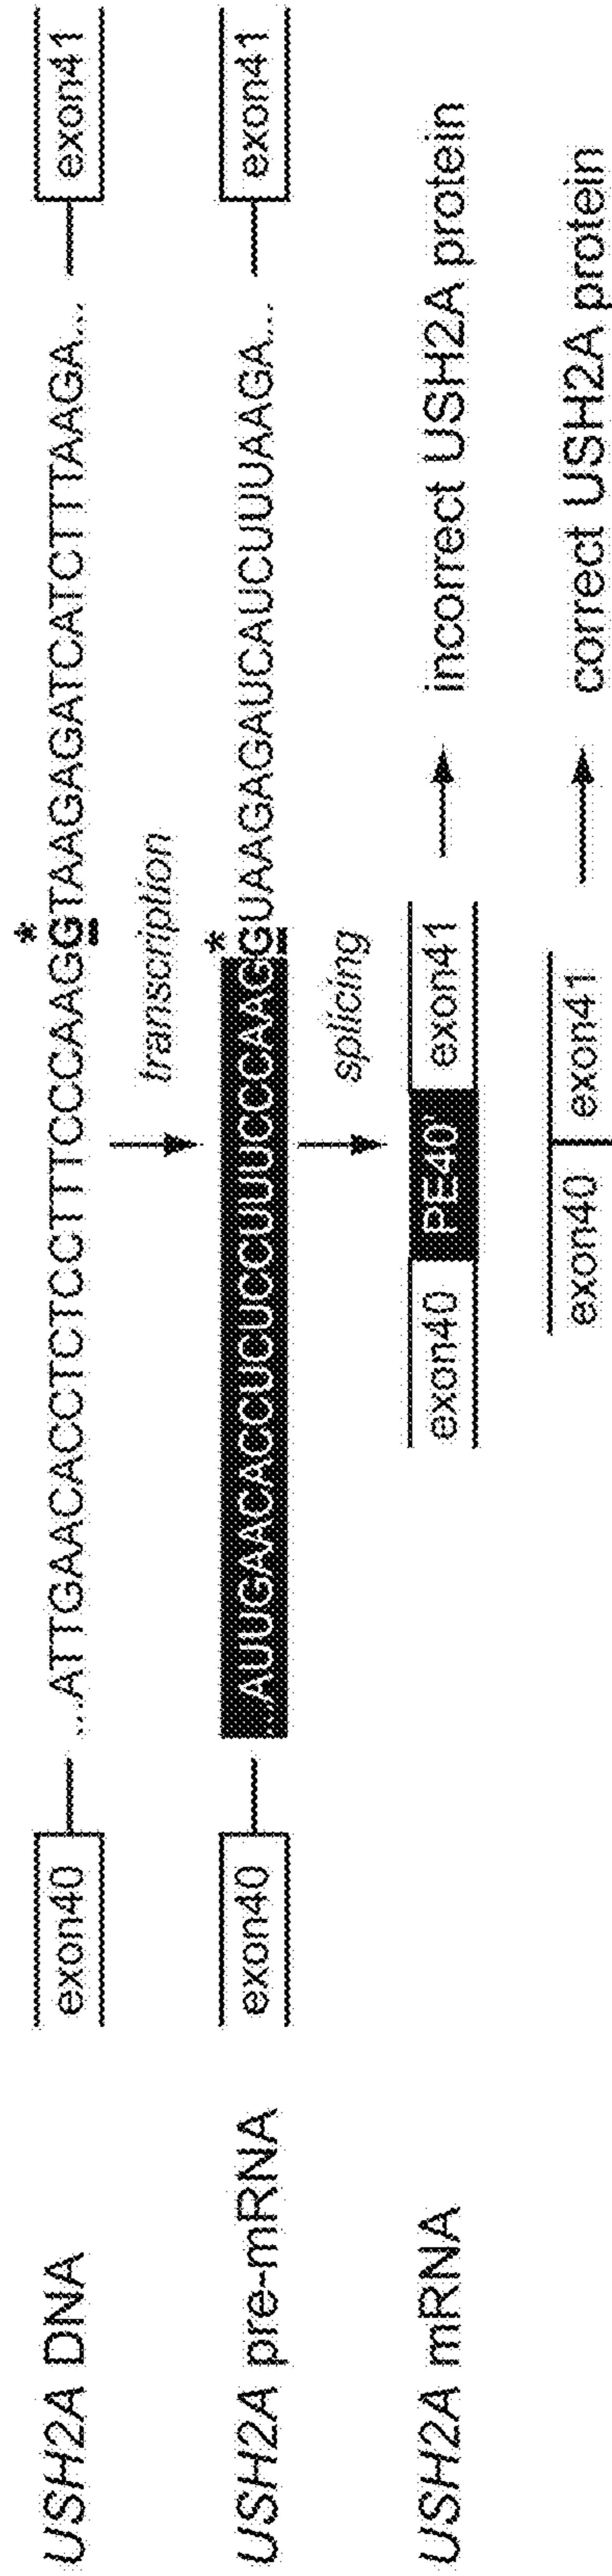 *
USH2A DNA exon40 ...ATTGAACACCTCTCCTTTCCCAAGGTAAGAGATCATCTTTAAGA... exon41
transcription
*
USH2A pre-mRNA exon40 ...AUUGAACACCUCUCCUUUCCCAAGGUAAGAGAUCAUCUUUAAGA... exon41
splicing
USH2A mRNA exon40 PE40' exon41 incorrect USH2A protein
exon40 exon41 correct USH2A protein